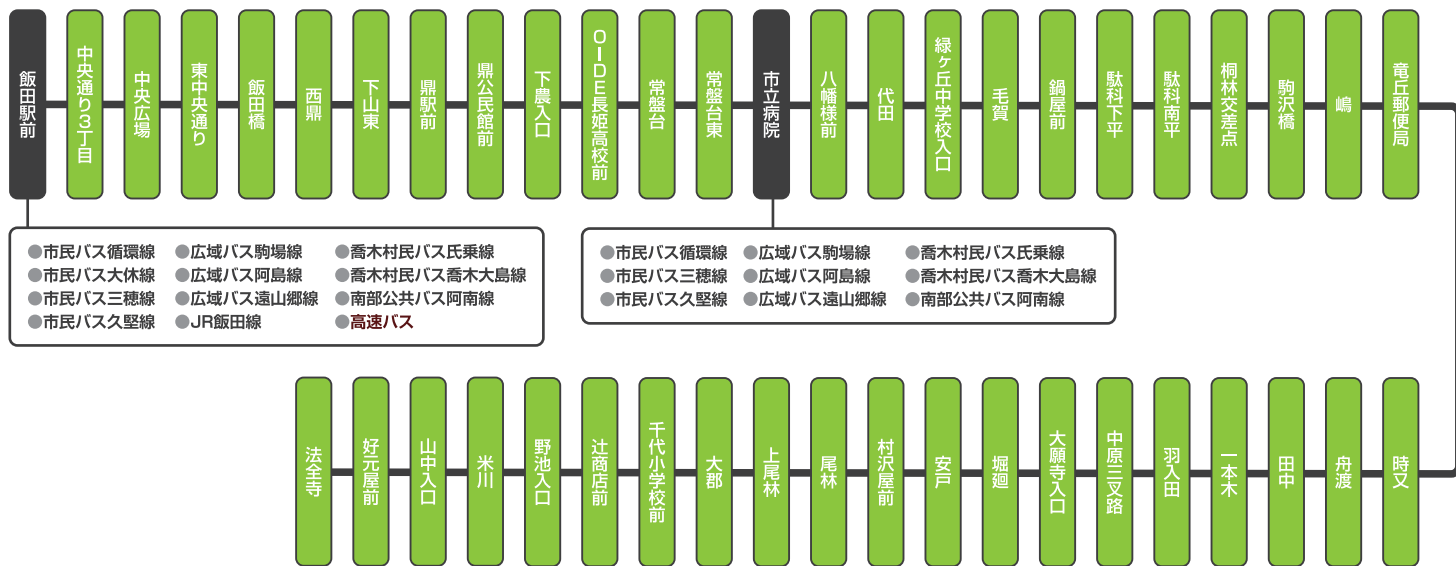 飯田駅前
中央通り3丁目
中央広場
東中央通り
飯田橋
西鼎
下山東
鼎駅前
鼎公民館前
下農入口
OIDE長姫高校前
常盤台
常盤台東
市立病院
八幡様前
代田
緑ヶ丘中学校入口
毛賀
鍋屋前
駄科下平
駄科南平
桐林交差点
駒沢橋
嶋
竜丘郵便局
●市民バス循環線
●市民バス大休線
●市民バス三穂線
●市民バス久堅線
●広域バス駒場線
●広域バス阿島線
●広域バス遠山郷線
●JR飯田線
●喬木村民バス氏乗線
●喬木村民バス喬木大島線
●南部公共バス阿南線
●高速バス
●市民バス循環線
●市民バス三穂線
●市民バス久堅線
●広域バス駒場線
●広域バス阿島線
●広域バス遠山郷線
●喬木村民バス氏乗線
●喬木村民バス喬木大島線
●南部公共バス阿南線
時又
舟渡
田中
一本木
羽入田
中原三叉路
大願寺入口
堀廻
安戸
村沢屋前
尾林
上尾林
大郡
千代小学校前
辻商店前
野池入口
米川
山中入口
好元屋前
法全寺